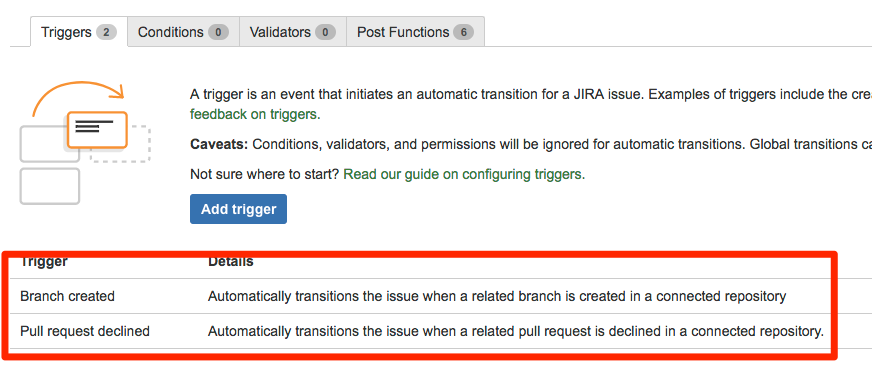 Triggers 2 Conditions 0 Validators 0 Post Functions 6
A trigger is an event that initiates an automatic transition for a JIRA issue. Examples of triggers include the
feedback on triggers.
Caveats: Conditions, validators, and permissions will be ignored for automatic transitions. Global transitions
Not sure where to start? Read our guide on configuring triggers.
Add trigger
Trigger Details
Branch created Automatically transitions the issue when a related branch is created in a connected repository
Pull request declined Automatically transitions the issue when a related pull request is declined in a connected repository.